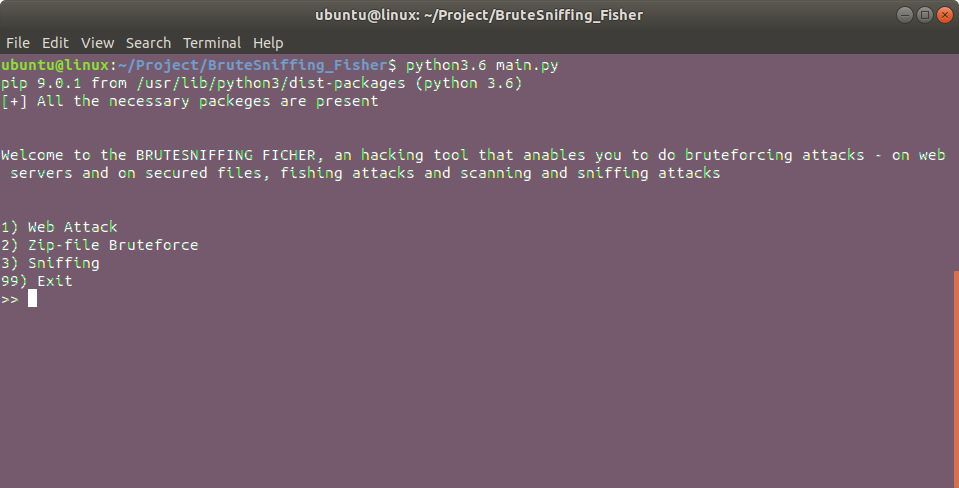 ubuntu@linux: ~/Project/BruteSniffing_Fisher
File Edit View Search Terminal Help
ubuntu@linux:~/Project/BruteSniffing_Fisher$ python3.6 main.py
pip 9.0.1 from /usr/lib/python3/dist-packages (python 3.6)
[+] All the necessary packeges are present
Welcome to the BRUTESNIFFING FICHER, an hacking tool that anables you to do bruteforcing attacks - on web
servers and on secured files, fishing attacks and scanning and sniffing attacks
1) Web Attack
2) Zip-file Bruteforce
3) Sniffing
99) Exit
>>